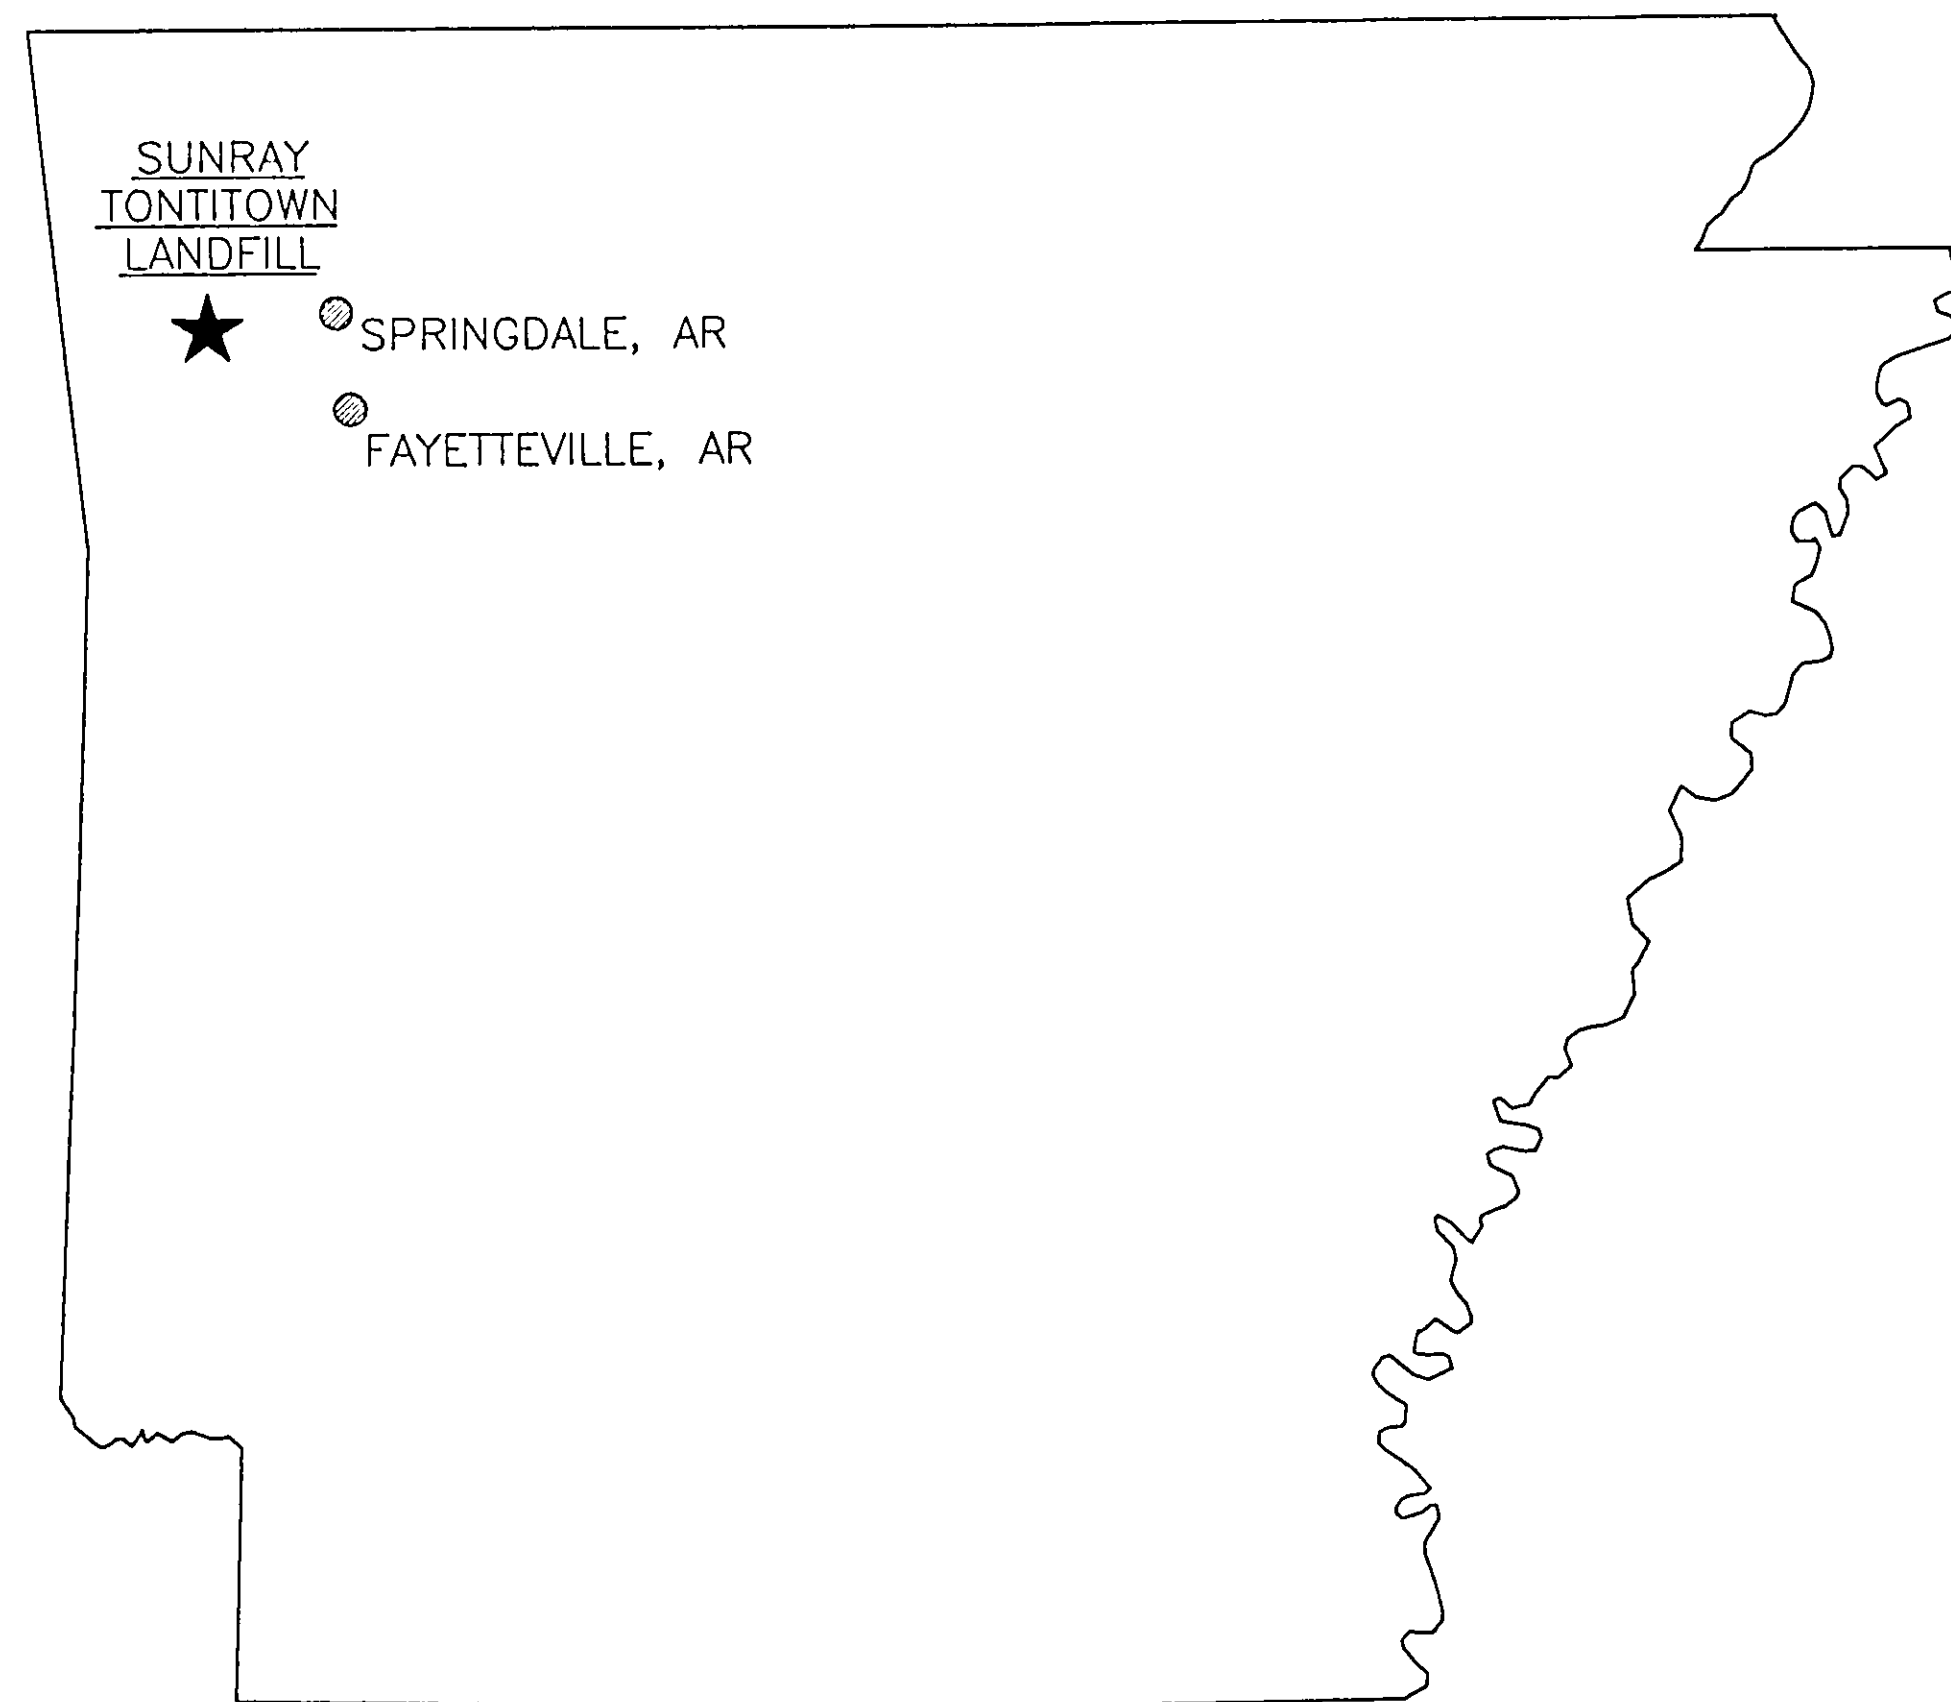 SUNRAY
TONTITOWN
LANDFILL
SPRINGDALE, AR
FAYETTEVILLE, AR